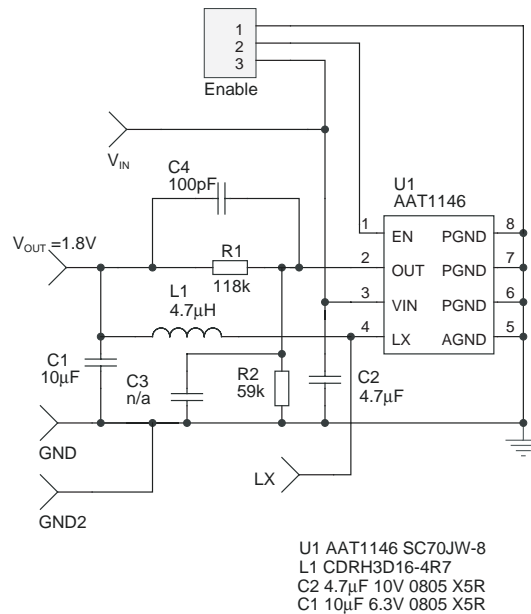 1
2
3
Enable
V_IN
C4
100pF
U1
AAT1146
V_OUT =1.8V
R1
118k
L1
4.7μH
1
2
3
4
EN
OUT
VIN
LX
PGND
PGND
PGND
AGND
8
7
6
5
C1
10μF
C3
n/a
R2
59k
C2
4.7μF
GND
LX
GND2
U1 AAT1146 SC70JW-8
L1 CDRH3D16-4R7
C2 4.7μF 10V 0805 X5R
C1 10μF 6.3V 0805 X5R